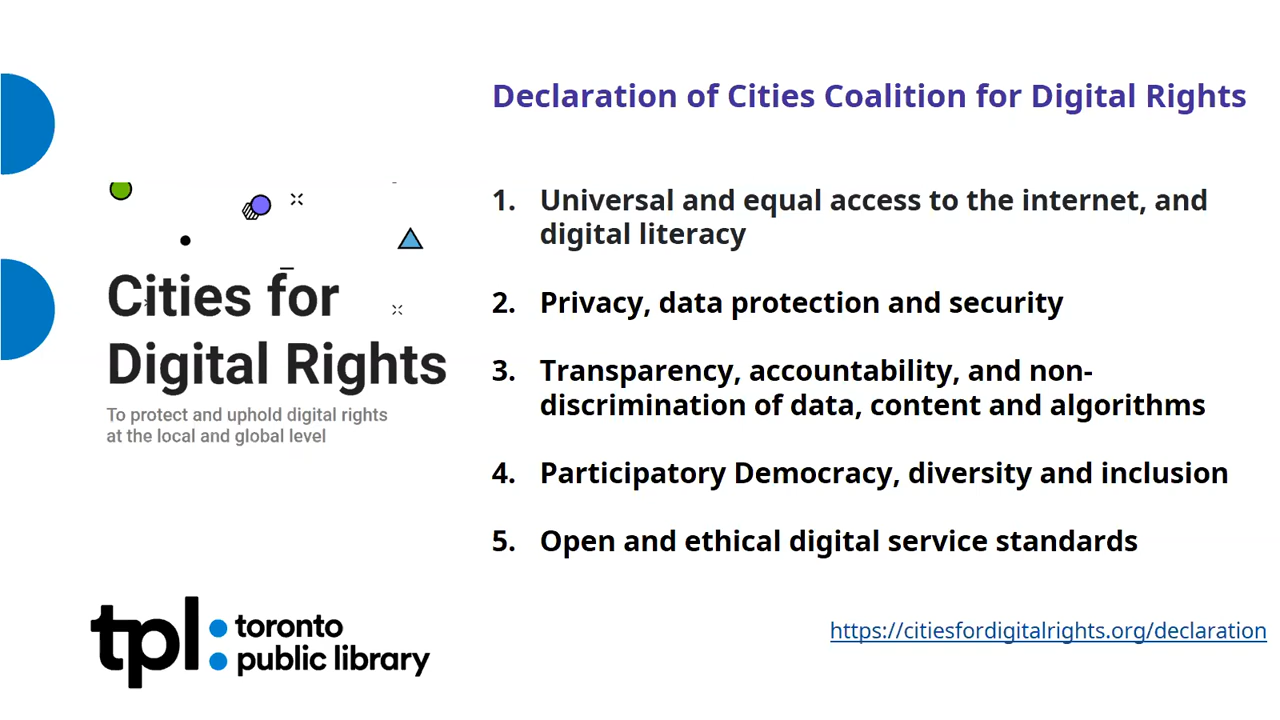 Declaration of Cities Coalition for Digital Rights
Cities for
Digital Rights
To protect and uphold digital rights
at the local and global level
1. Universal and equal access to the internet, and
digital literacy
2. Privacy, data protection and security
3. Transparency, accountability, and non-
discrimination of data, content and algorithms
4. Participatory Democracy, diversity and inclusion
5. Open and ethical digital service standards
tpl: toronto
public library
https://citiesfordigitalrights.org/declaration